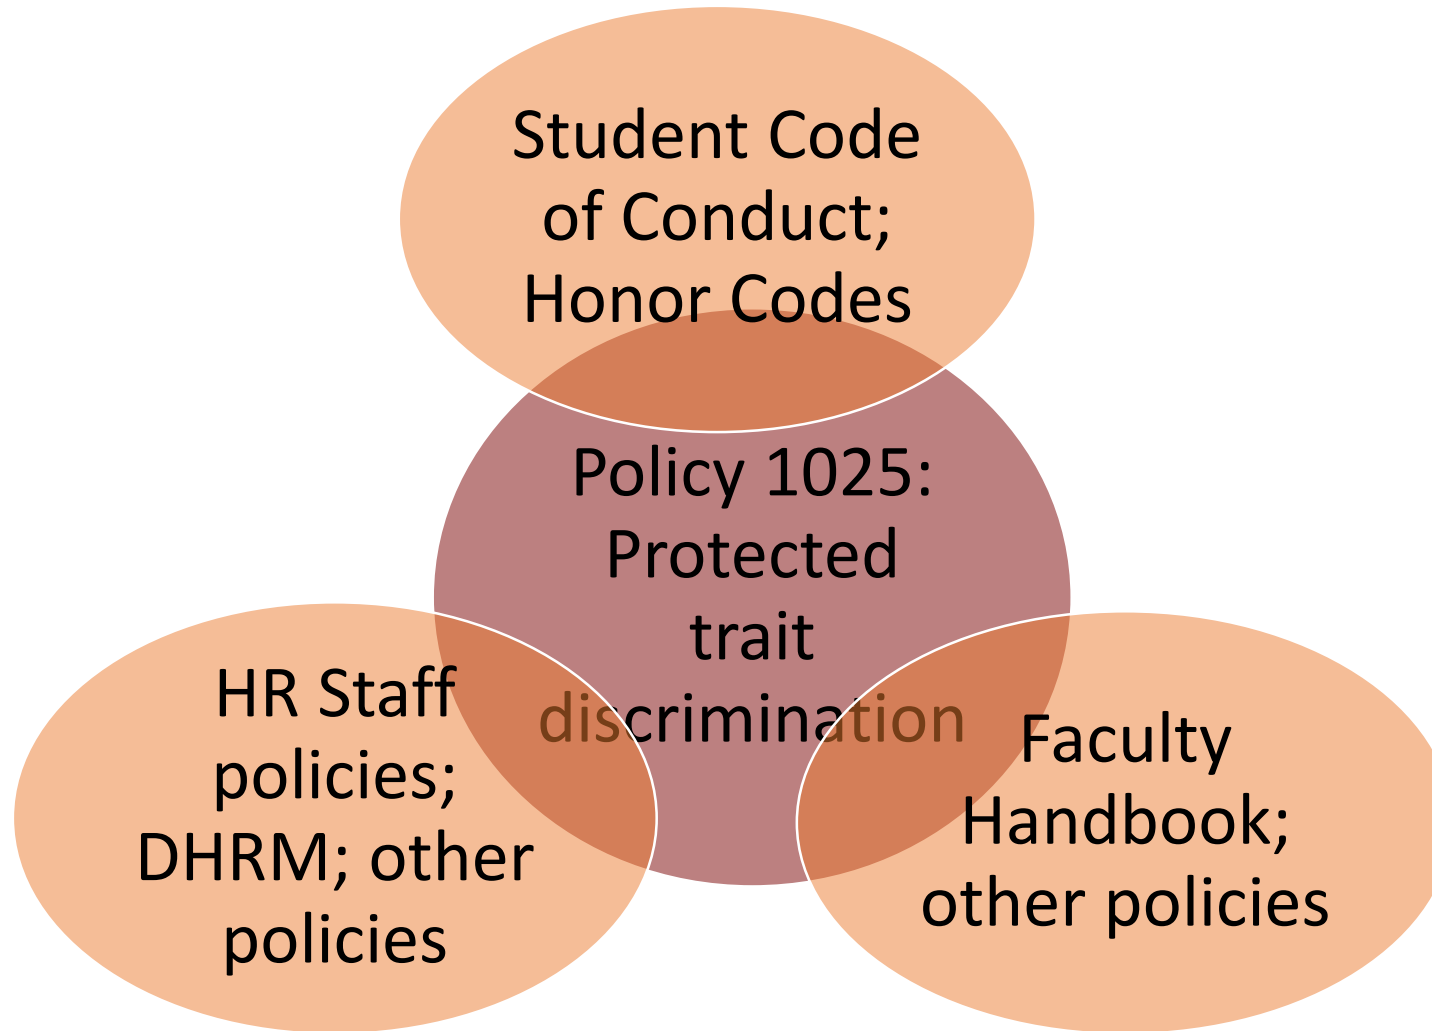 Student Code
of Conduct;
Honor Codes
Policy 1025:
Protected
trait
discrimination
HR Staff
policies;
DHRM; other
policies
Faculty
Handbook;
other policies